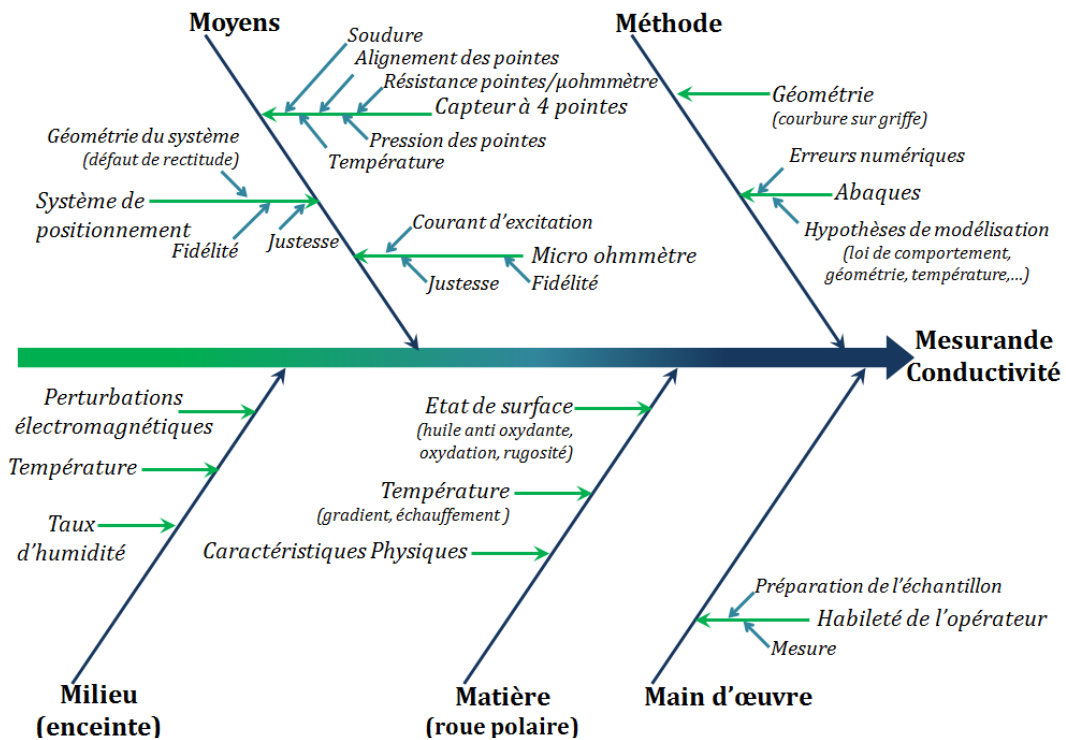 Moyens
Soudure
Alignement des pointes
Résistance pointes/µohmmètre
Capteur à 4 pointes
Pression des pointes
Température
Géométrie du système
(défaut de rectitude)
Système de
positionnement
Fidélité
Justesse
Courant d'excitation
Micro ohmmètre
Justesse
Fidélité
Méthode
Géométrie
(courbure sur griffe)
Erreurs numériques
Abaques
Hypothèses de modélisation
(loi de comportement,
géométrie, température,...)
Mesurande
Conductivité
Perturbations
électromagnétiques
Température
Taux
d'humidité
Milieu
(enceinte)
Etat de surface
(huile anti oxydante,
oxydation, rugosité)
Température
(gradient, échauffement )
Caractéristiques Physiques
Matière
(roue polaire)
Préparation de l'échantillon
Habileté de l'opérateur
Mesure
Main d'œuvre